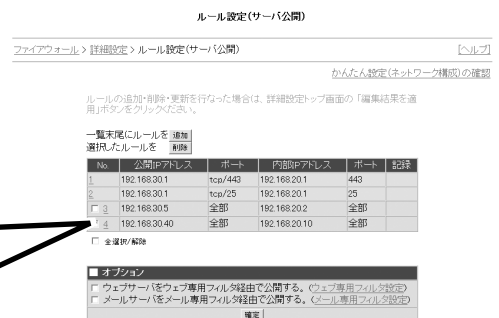 ルール設定(サーバ公開)
ファイアウォール > 詳細設定 > ルール設定(サーバ公開) [ヘルプ]
かんたん設定(ネットワーク構成)の確認
ルールの追加・削除・更新を行なった場合は、詳細設定トップ画面の「編集結果を適
用」ボタンをクリックください。
一覧末尾にルールを 追加
選択したルールを 削除
No. 公開IPアドレス ポート 内部IPアドレス ポート 記録
1 192.168.30.1 tcp/443 192.168.20.1 443
2 192.168.30.1 tcp/25 192.168.20.1 25
3 192.168.30.5 全部 192.168.20.2 全部
4 192.168.30.40 全部 192.168.20.10 全部
全選択/解除
■ オプション
ウェブサーバをウェブ専用フィルタ経由で公開する。(ウェブ専用フィルタ設定)
メールサーバをメール専用フィルタ経由で公開する。(メール専用フィルタ設定)
確定